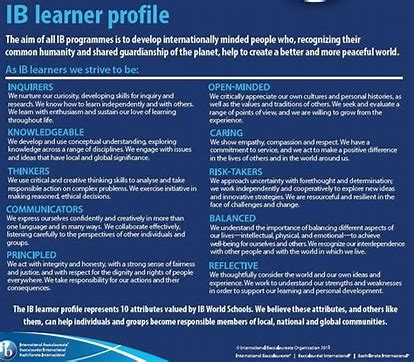 IB learner profile
The aim of all IB programmes is to develop internationally minded people who, recognizing their
common humanity and shared guardianship of the planet, help to create a better and more peaceful world.
As IB learners we strive to be:
INQUIRERS
We nurture our curiosity, developing skills for inquiry and
research. We know how to learn independently and with others.
We learn with enthusiasm and sustain our love of learning
throughout life.
KNOWLEDGEABLE
We develop and use conceptual understanding, exploring
knowledge across a range of disciplines. We engage with issues
and ideas that have local and global significance.
THINKERS
We use critical and creative thinking skills to analyse and take
responsible action on complex problems. We exercise initiative in
making reasoned, ethical decisions.
COMMUNICATORS
We express ourselves confidently and creatively in more than
one language and in many ways. We collaborate effectively,
listening carefully to the perspectives of other individuals and
groups.
PRINCIPLED
We act with integrity and honesty, with a strong sense of fairness
and justice, and with respect for the dignity and rights of people
everywhere. We take responsibility for our actions and their
consequences.
OPEN-MINDED
We critically appreciate our own cultures and personal histories, as
well as the values and traditions of others. We seek and evaluate a
range of points of view, and we are willing to grow from the
experience.
CARING
We show empathy, compassion and respect. We have a
commitment to service, and we act to make a positive difference
in the lives of others and in the world around us.
RISK-TAKERS
We approach uncertainty with forethought and determination;
we work independently and cooperatively to explore new ideas
and innovative strategies. We are resourceful and resilient in the
face of challenges and change.
BALANCED
We understand the importance of balancing different aspects of
our lives—intellectual, physical, and emotional—to achieve
well-being for ourselves and others. We recognize our interdependence
with other people and with the world in which we live.
REFLECTIVE
We thoughtfully consider the world and our own ideas and
experience. We work to understand our strengths and weaknesses
in order to support our learning and personal development.
The IB learner profile represents 10 attributes valued by IB World Schools. We believe these attributes, and others like
them, can help individuals and groups become responsible members of local, national and global communities.
International Baccalaureate®
Baccalauréat International
Bachillerato Internacional
© International Baccalaureate Organization 2013
International Baccalaureate® | Baccalauréat International® | Bachillerato Internacional®